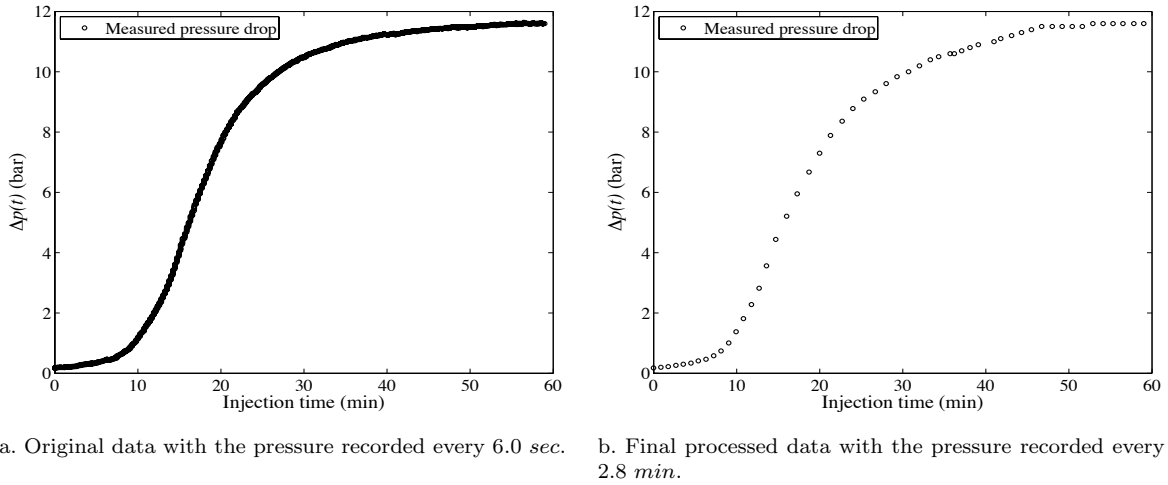 12
10
8
6
4
2
0
Δp(t) (bar)
Measured pressure drop
0 10 20 30 40 50 60
Injection time (min)
a. Original data with the pressure recorded every 6.0 sec.
12
10
8
6
4
2
0
Δp(t) (bar)
Measured pressure drop
0 10 20 30 40 50 60
Injection time (min)
b. Final processed data with the pressure recorded every
2.8 min.